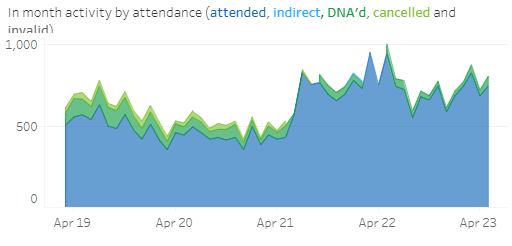 In month activity by attendance (attended, indirect, DNA'd, cancelled and
invalid)
1,000
500
0
Apr 19
Apr 20
Apr 21
Apr 22
Apr 23